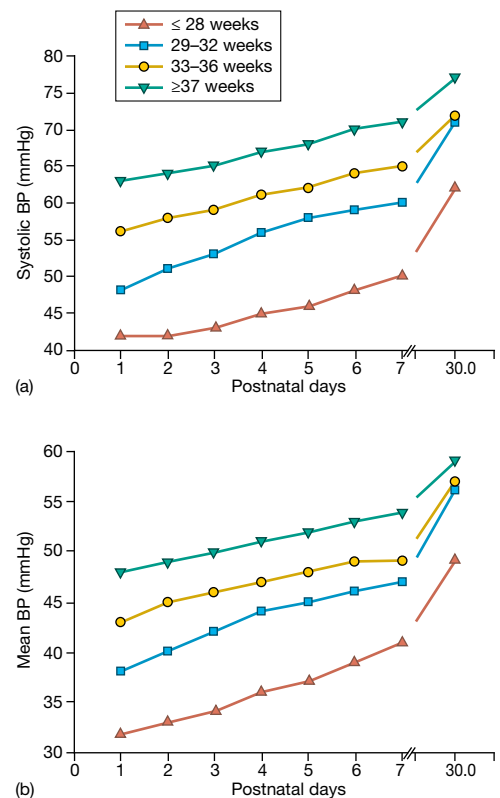 ≤ 28 weeks
29–32 weeks
33–36 weeks
≥37 weeks
80
75
70
65
60
55
50
45
40
Systolic BP (mmHg)
0 1 2 3 4 5 6 7 30.0
(a) Postnatal days
60
55
50
45
40
35
30
Mean BP (mmHg)
0 1 2 3 4 5 6 7 30.0
(b) Postnatal days